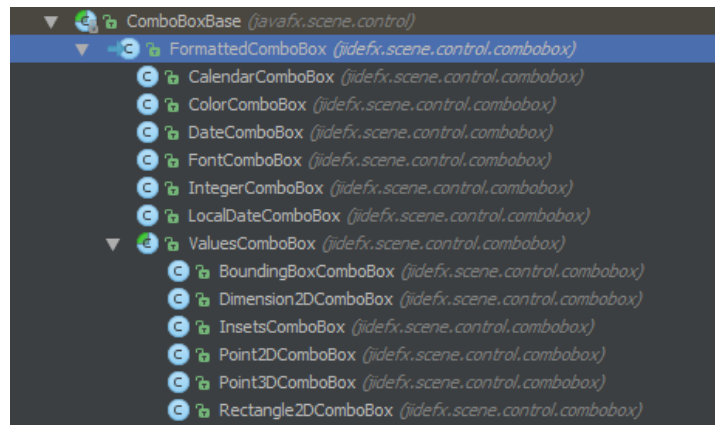 ComboBoxBase (javafx.scene.control)
FormattedComboBox (jidefx.scene.control.combobox)
CalendarComboBox (jidefx.scene.control.combobox)
ColorComboBox (jidefx.scene.control.combobox)
DateComboBox (jidefx.scene.control.combobox)
FontComboBox (jidefx.scene.control.combobox)
IntegerComboBox (jidefx.scene.control.combobox)
LocalDateComboBox (jidefx.scene.control.combobox)
ValuesComboBox (jidefx.scene.control.combobox)
BoundingBoxComboBox (jidefx.scene.control.combobox)
Dimension2DComboBox (jidefx.scene.control.combobox)
InsetsComboBox (jidefx.scene.control.combobox)
Point2DComboBox (jidefx.scene.control.combobox)
Point3DComboBox (jidefx.scene.control.combobox)
Rectangle2DComboBox (jidefx.scene.control.combobox)